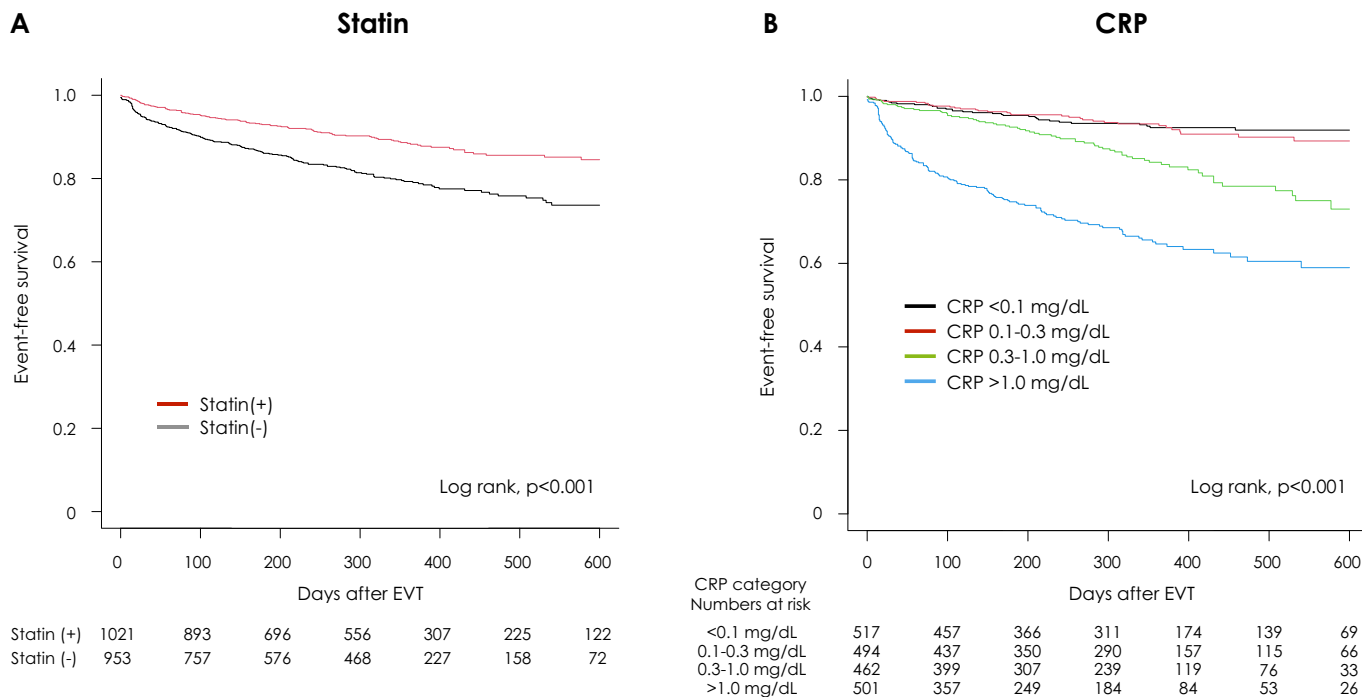 A
Statin
1.0
0.8
0.6
0.4
0.2
0
Event-free survival
Statin(+)
Statin(-)
Log rank, p<0.001
0 100 200 300 400 500 600
Days after EVT
Statin (+) 1021 893 696 556 307 225 122
Statin (-) 953 757 576 468 227 158 72
B
CRP
1.0
0.8
0.6
0.4
0.2
0
Event-free survival
CRP <0.1 mg/dL
CRP 0.1-0.3 mg/dL
CRP 0.3-1.0 mg/dL
CRP >1.0 mg/dL
Log rank, p<0.001
0 100 200 300 400 500 600
Days after EVT
CRP category
Numbers at risk
<0.1 mg/dL 517 457 366 311 174 139 69
0.1-0.3 mg/dL 494 437 350 290 157 115 66
0.3-1.0 mg/dL 462 399 307 239 119 76 33
>1.0 mg/dL 501 357 249 184 84 53 26